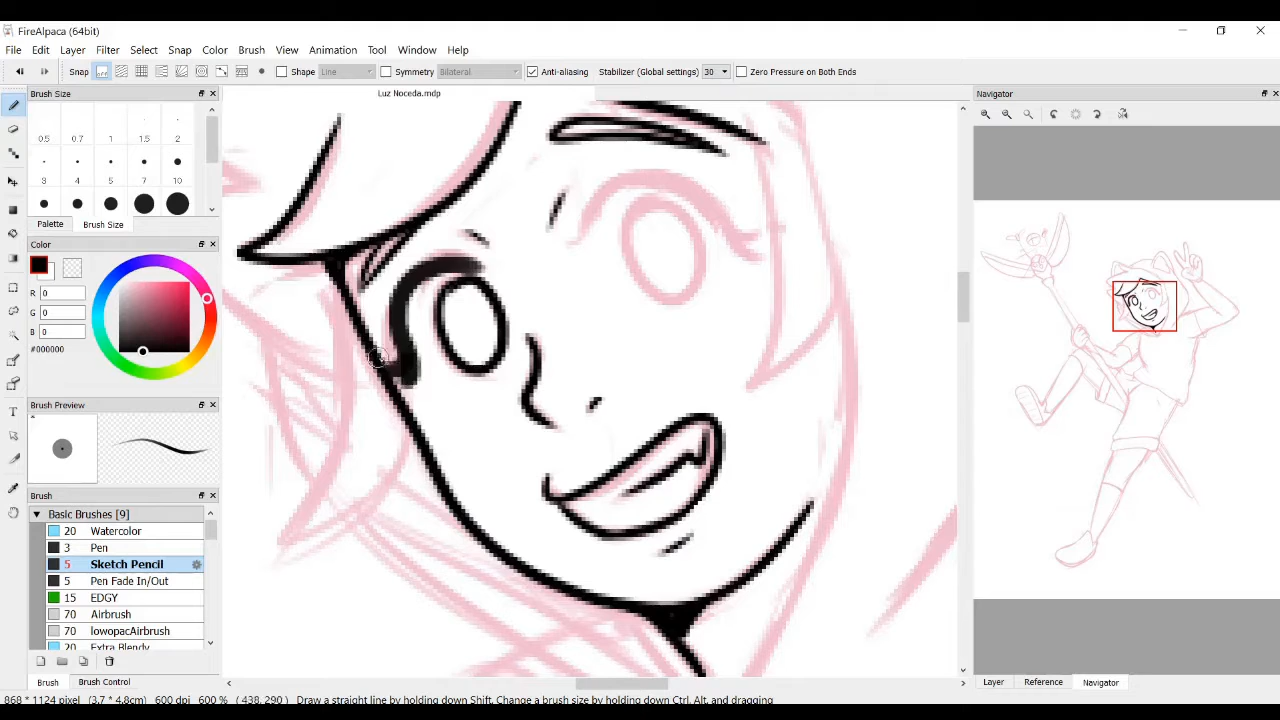 FireAlpaca (64bit)
File Edit Layer Filter Select Snap Color Brush View Animation Tool Window Help
Snap OFF Shape Line Symmetry Bilateral Anti-aliasing Stabilizer (Global settings) 30 Zero Pressure on Both Ends
Brush Size
Luz Noceda.mdp
Navigator
0.5 0.7 1 1.5 2
3 4 5 7 10
Palette Brush Size
Color
R 0
G 0
B 0
#000000
Brush Preview
Brush
Basic Brushes [9]
20 Watercolor
3 Pen
5 Sketch Pencil
5 Pen Fade In/Out
15 EDGY
70 Airbrush
70 lowopacAirbrush
20 Extra Blendy
Brush Brush Control
Layer Reference Navigator
868 * 1124 pixel (3.7 * 4.8cm) 600 dpi 600 % ( 438, 290 ) Draw a straight line by holding down Shift, Change a brush size by holding down Ctrl, Alt, and dragging